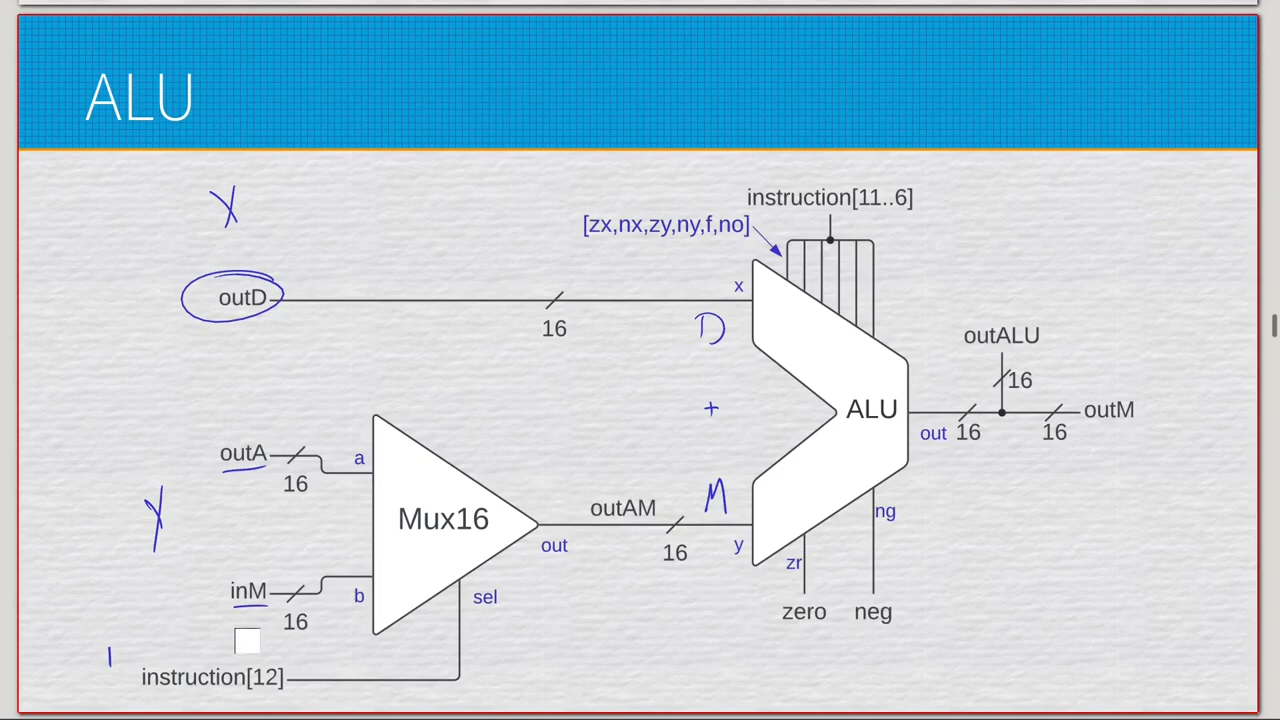 ALU
X
instruction[11..6]
[zx,nx,zy,ny,f,no]
x
outD
16
D
outALU
16
+
ALU
outM
out 16
16
outA
a
16
Mux16
outAM
M
y
16
out
Y
ng
zr
zero neg
inM
b
sel
16
1
instruction[12]